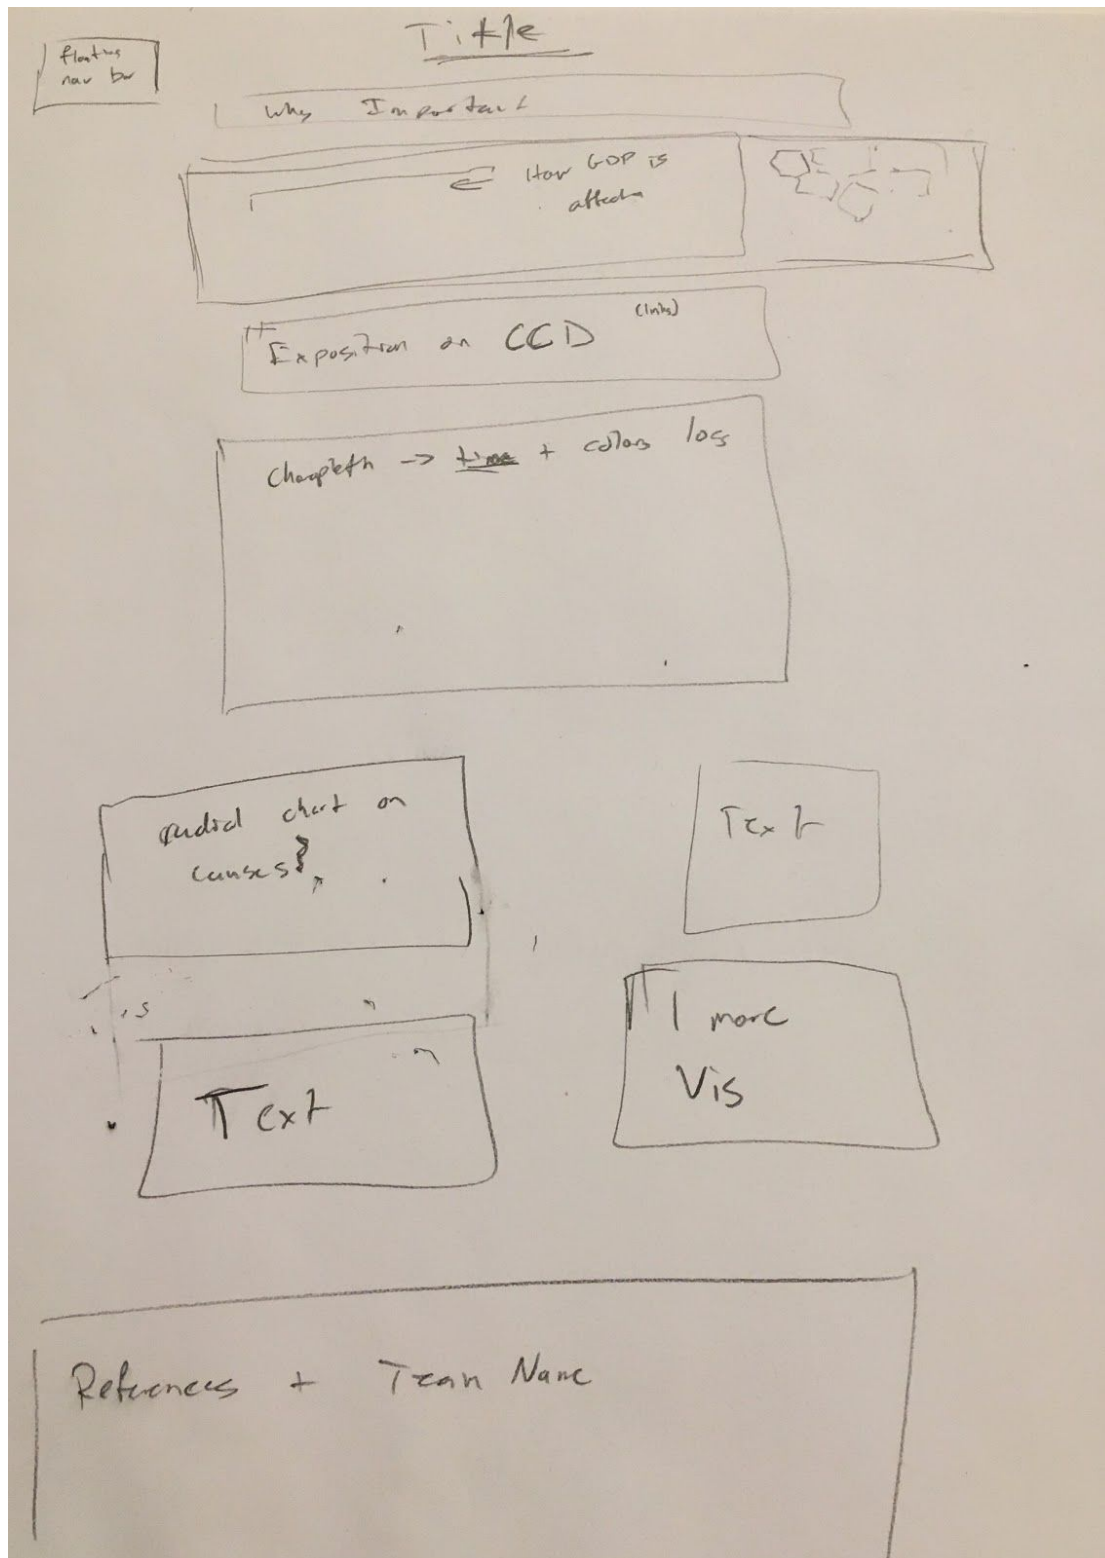 Title
floating
nav bar
Why Important
How GDP is
affected
Exposition on CCD (links)
Choropleth -> time + colors loss
radial chart on
causes?
Text
Text
1 more
Vis
References + Team Name